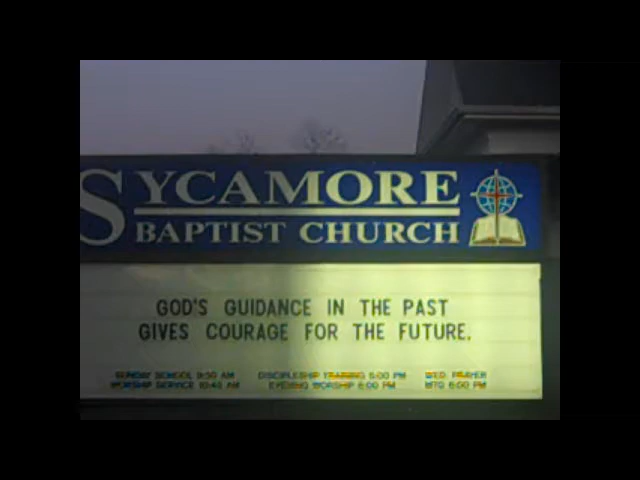 SYCAMORE
BAPTIST CHURCH
GOD'S GUIDANCE IN THE PAST
GIVES COURAGE FOR THE FUTURE.
SUNDAY SCHOOL 9:30 AM DISCIPLESHIP TRAINING 5:00 PM WED. PRAYER
WORSHIP SERVICE 10:45 AM EVENING WORSHIP 6:00 PM MTG 6:00 PM